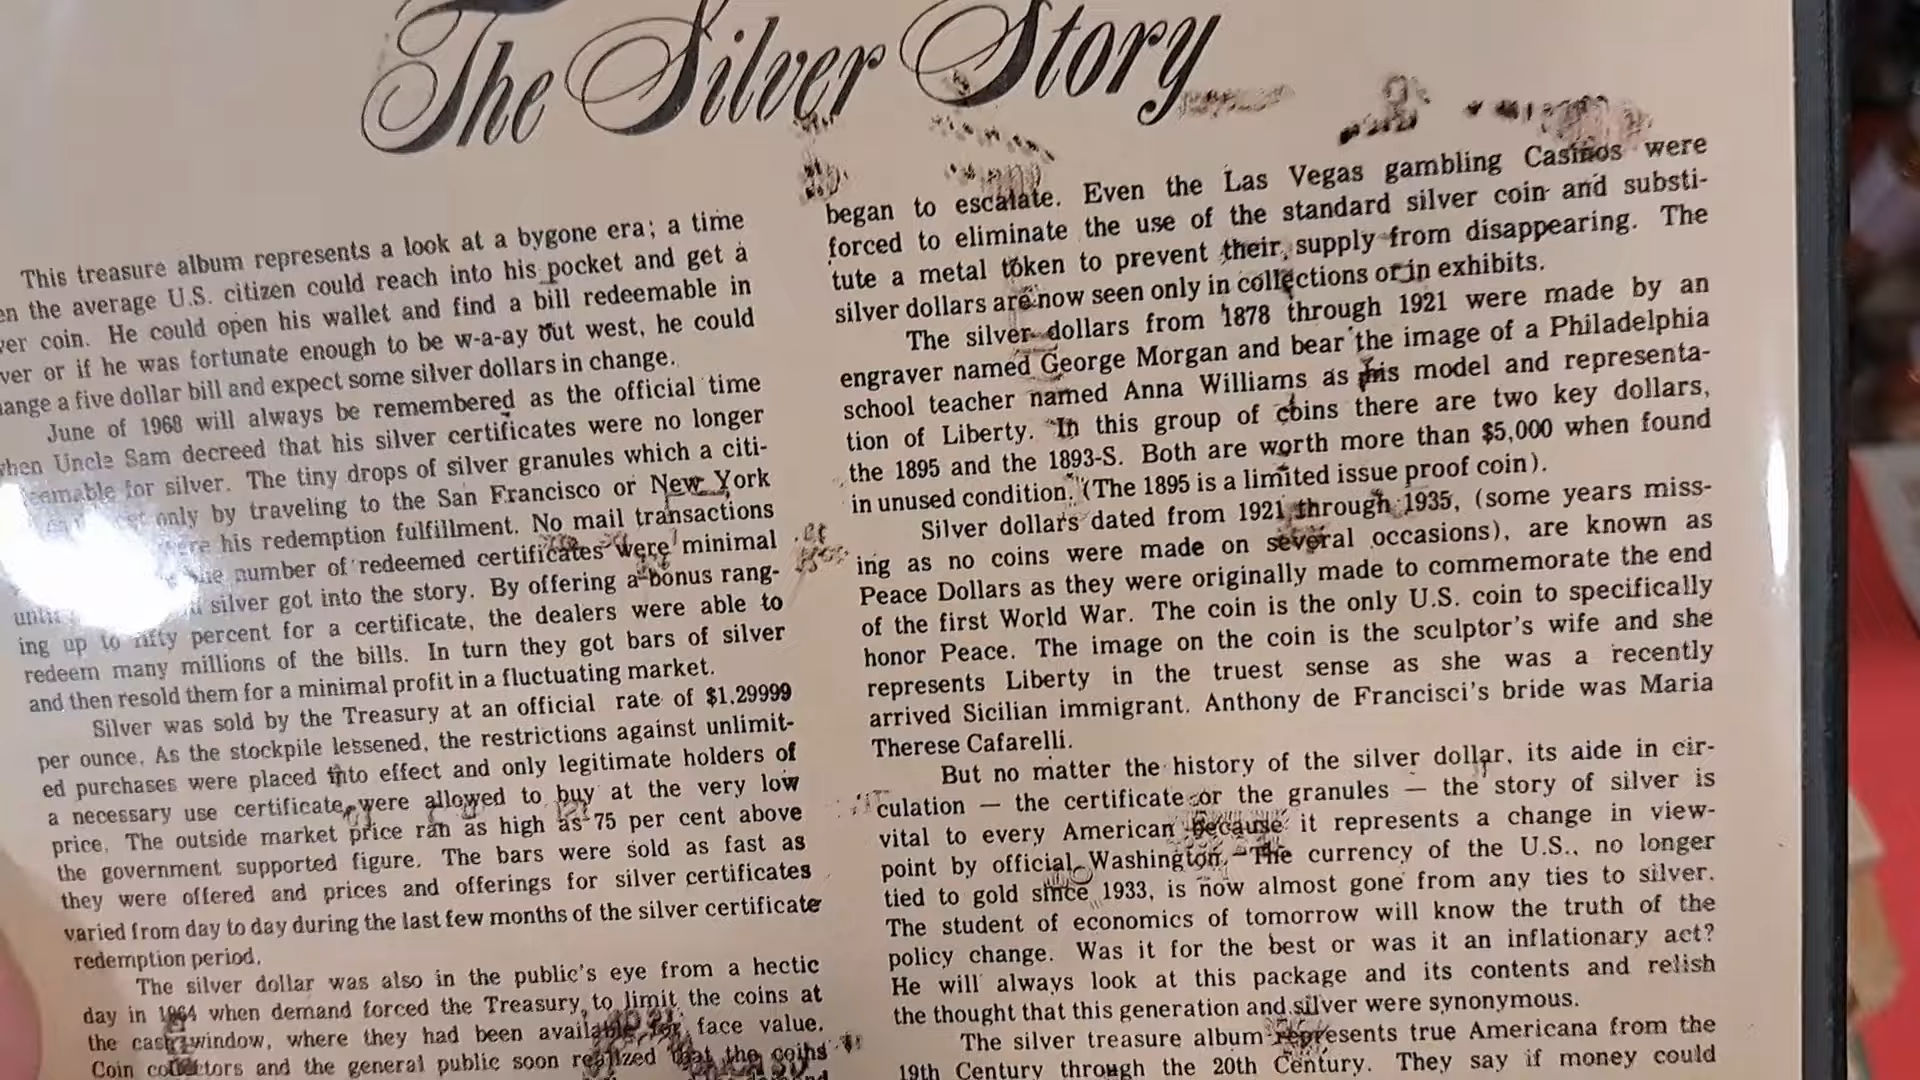 The Silver Story
This treasure album represents a look at a bygone era; a time
en the average U.S. citizen could reach into his pocket and get a
ver coin. He could open his wallet and find a bill redeemable in
ver or if he was fortunate enough to be w-a-ay out west, he could
ange a five dollar bill and expect some silver dollars in change.
June of 1968 will always be remembered as the official time
hen Uncle Sam decreed that his silver certificates were no longer
eemable for silver. The tiny drops of silver granules which a citi-
only by traveling to the San Francisco or New York
his redemption fulfillment. No mail transactions
number of redeemed certificates were minimal
silver got into the story. By offering a bonus rang-
ing up to fifty percent for a certificate, the dealers were able to
redeem many millions of the bills. In turn they got bars of silver
and then resold them for a minimal profit in a fluctuating market.
Silver was sold by the Treasury at an official rate of $1.29999
per ounce. As the stockpile lessened, the restrictions against unlimit-
ed purchases were placed into effect and only legitimate holders of
a necessary use certificate were allowed to buy at the very low
price. The outside market price ran as high as 75 per cent above
the government supported figure. The bars were sold as fast as
they were offered and prices and offerings for silver certificates
varied from day to day during the last few months of the silver certificate
redemption period.
The silver dollar was also in the public's eye from a hectic
day in 1964 when demand forced the Treasury to limit the coins at
the cash window, where they had been available for face value.
Coin collectors and the general public soon realized that the coins
began to escalate. Even the Las Vegas gambling Casinos were
forced to eliminate the use of the standard silver coin and substi-
tute a metal token to prevent their supply from disappearing. The
silver dollars are now seen only in collections or in exhibits.
The silver dollars from 1878 through 1921 were made by an
engraver named George Morgan and bear the image of a Philadelphia
school teacher named Anna Williams as his model and representa-
tion of Liberty. In this group of coins there are two key dollars,
the 1895 and the 1893-S. Both are worth more than $5,000 when found
in unused condition. (The 1895 is a limited issue proof coin).
Silver dollars dated from 1921 through 1935, (some years miss-
ing as no coins were made on several occasions), are known as
Peace Dollars as they were originally made to commemorate the end
of the first World War. The coin is the only U.S. coin to specifically
honor Peace. The image on the coin is the sculptor's wife and she
represents Liberty in the truest sense as she was a recently
arrived Sicilian immigrant. Anthony de Francisci's bride was Maria
Therese Cafarelli.
But no matter the history of the silver dollar, its aide in cir-
culation — the certificate or the granules — the story of silver is
vital to every American because it represents a change in view-
point by official Washington. The currency of the U.S., no longer
tied to gold since 1933, is now almost gone from any ties to silver.
The student of economics of tomorrow will know the truth of the
policy change. Was it for the best or was it an inflationary act?
He will always look at this package and its contents and relish
the thought that this generation and silver were synonymous.
The silver treasure album represents true Americana from the
19th Century through the 20th Century. They say if money could